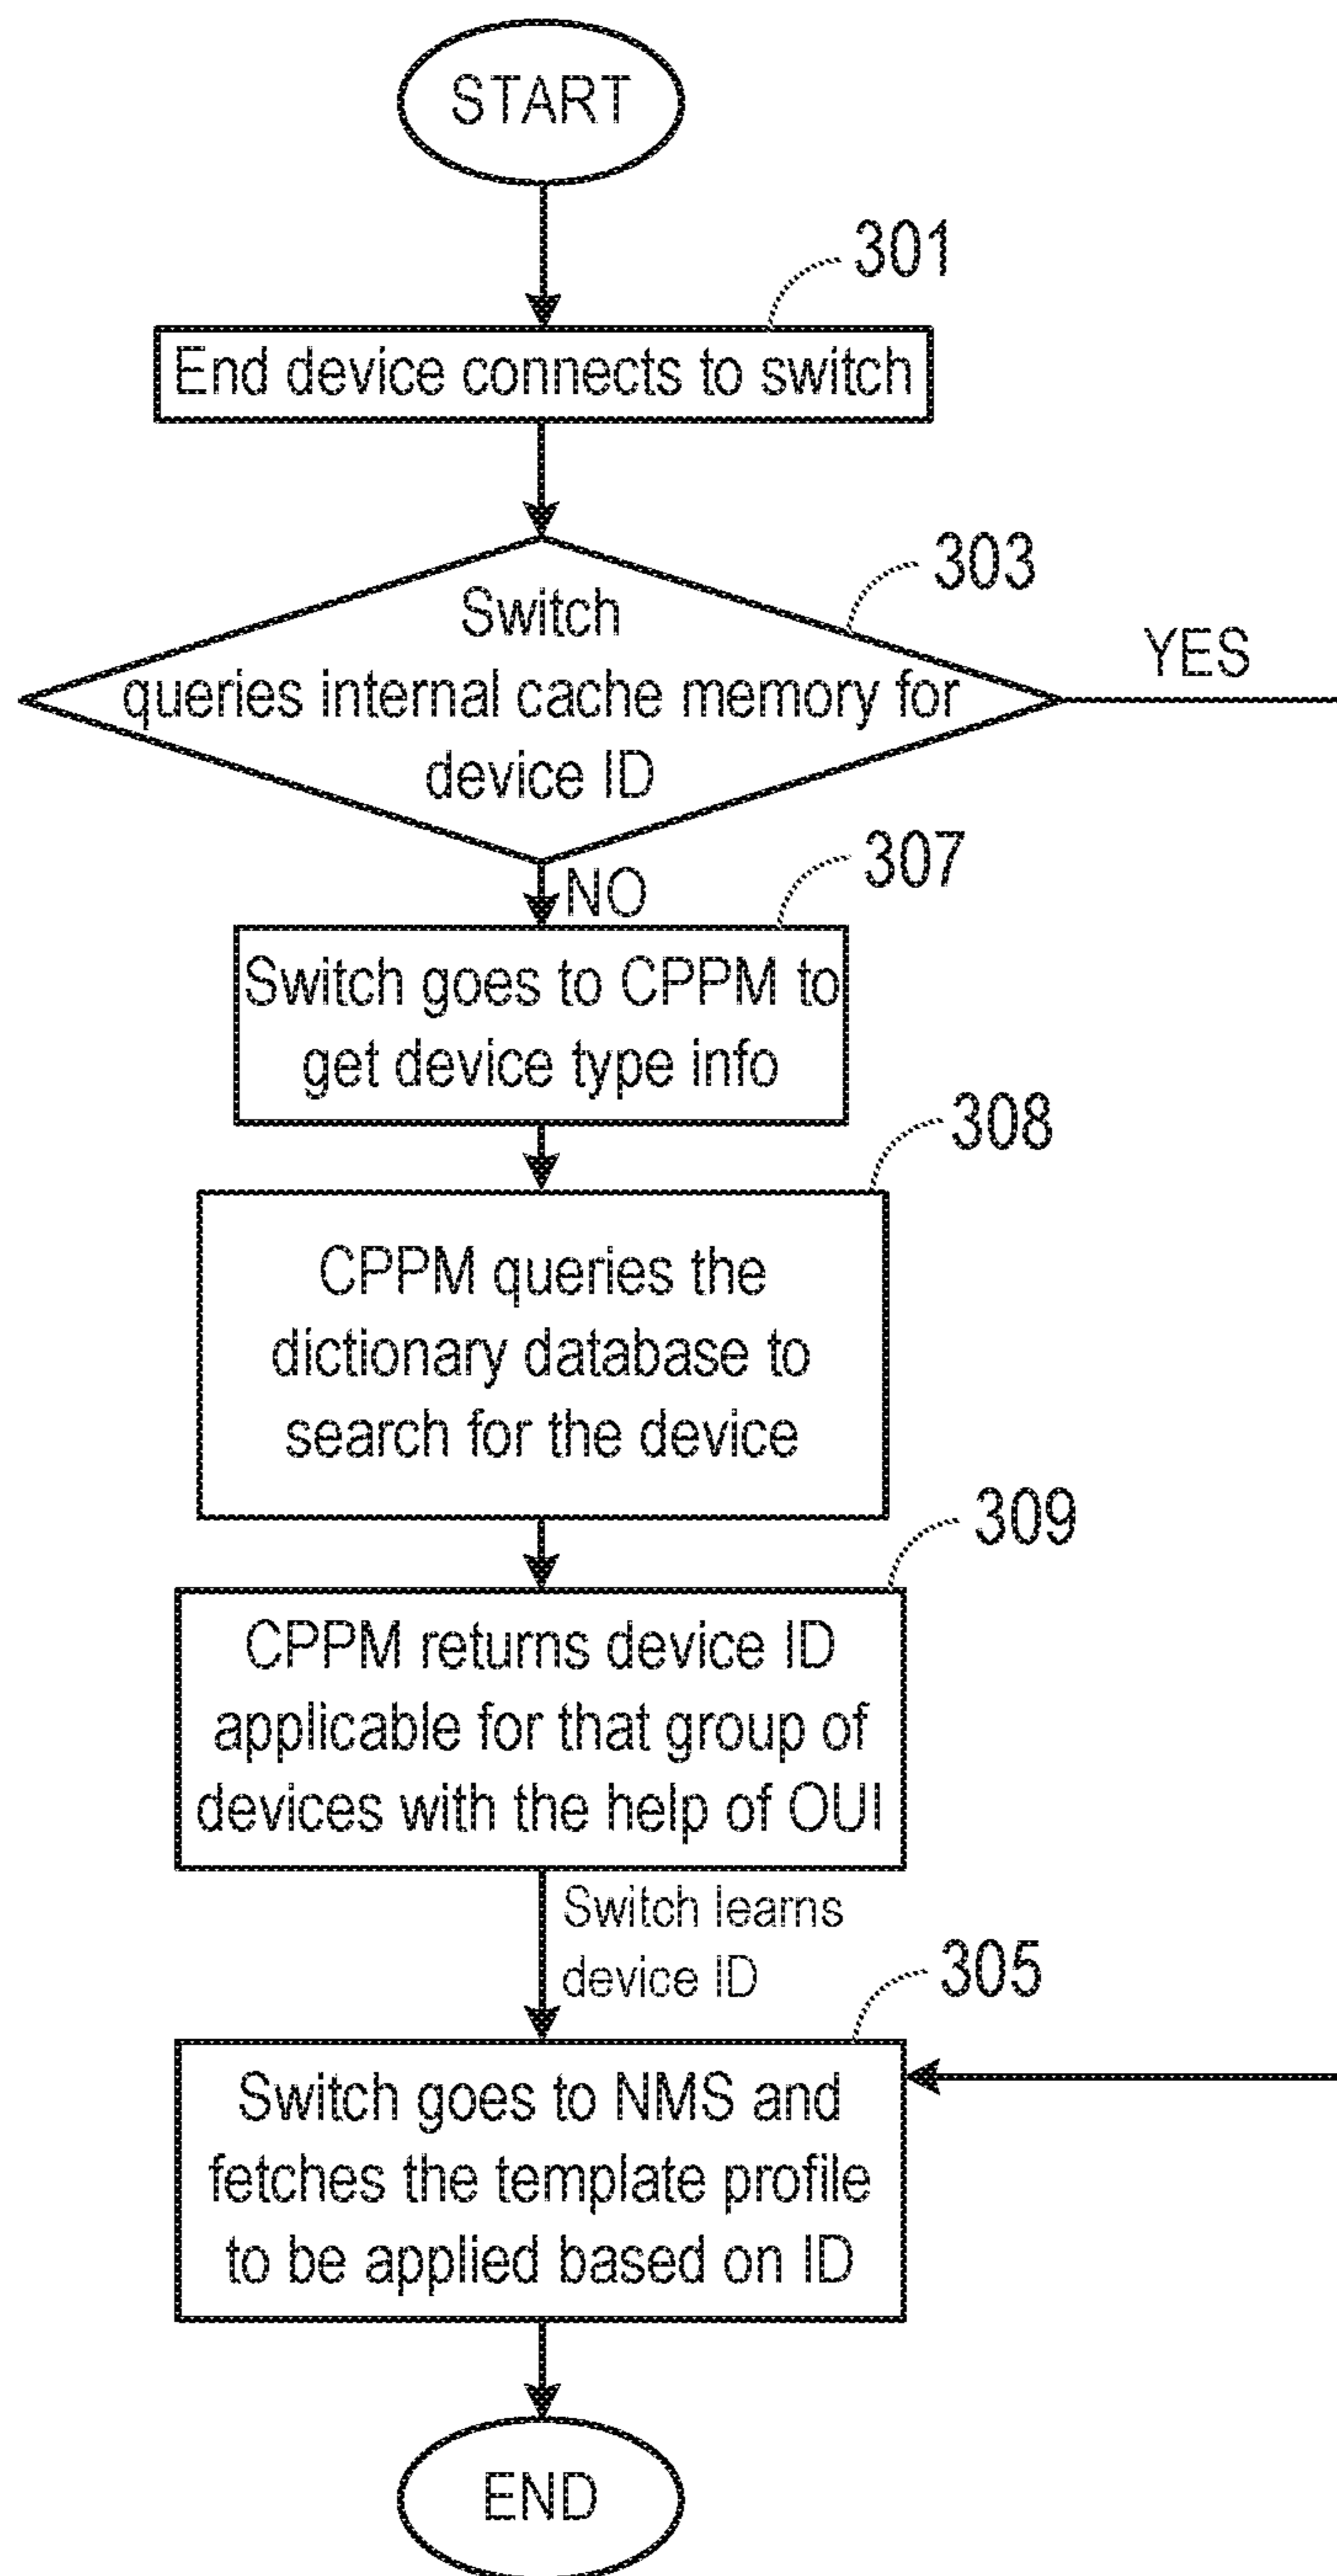 START
301
End device connects to switch
303
Switch
queries internal cache memory for
device ID
YES
NO
307
Switch goes to CPPM to
get device type info
308
CPPM queries the
dictionary database to
search for the device
309
CPPM returns device ID
applicable for that group of
devices with the help of OUI
Switch learns
device ID
305
Switch goes to NMS and
fetches the template profile
to be applied based on ID
END